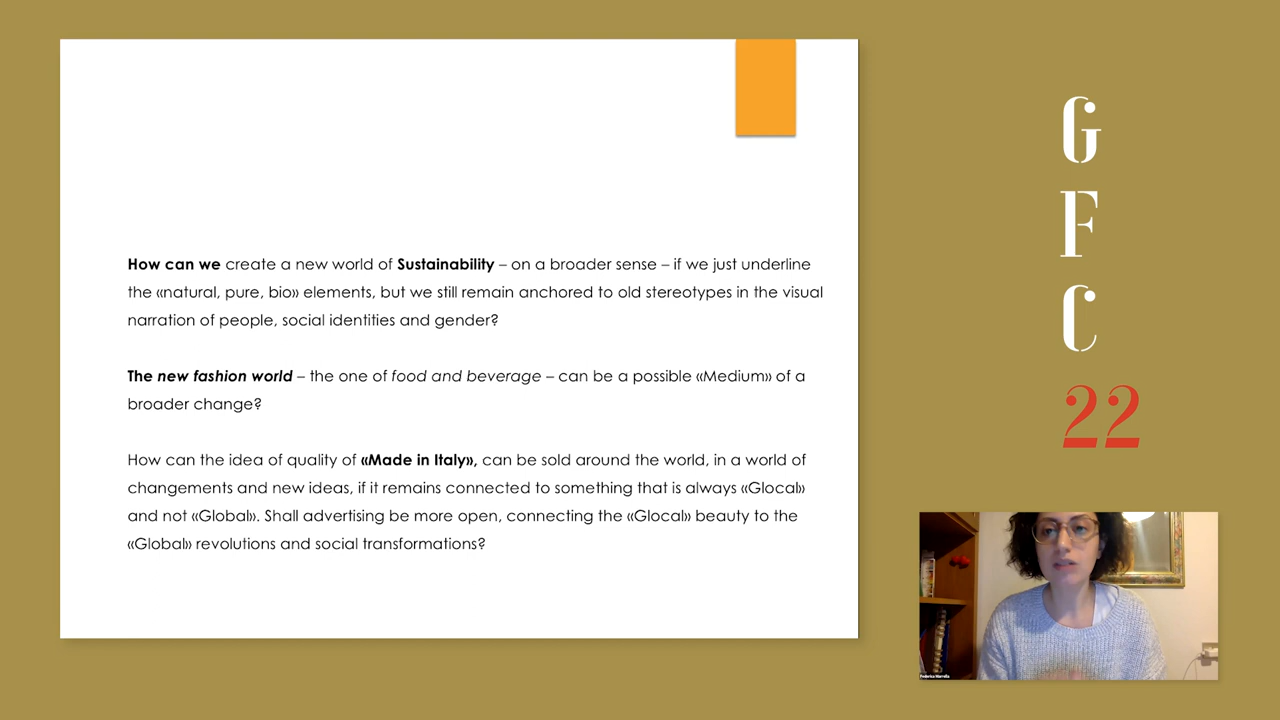 How can we create a new world of Sustainability – on a broader sense – if we just underline
the «natural, pure, bio» elements, but we still remain anchored to old stereotypes in the visual
narration of people, social identities and gender?
The new fashion world – the one of food and beverage – can be a possible «Medium» of a
broader change?
How can the idea of quality of «Made in Italy», can be sold around the world, in a world of
changements and new ideas, if it remains connected to something that is always «Glocal»
and not «Global». Shall advertising be more open, connecting the «Glocal» beauty to the
«Global» revolutions and social transformations?
G
F
C
22